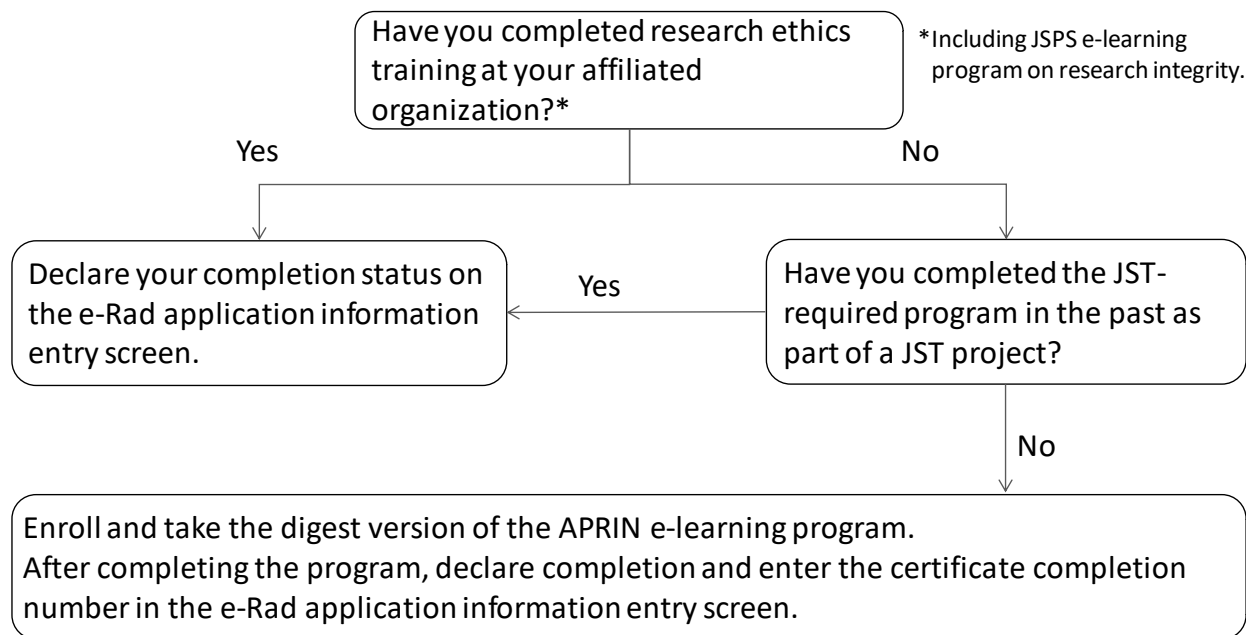 Have you completed research ethics
training at your affiliated
organization?*
*Including JSPS e-learning
program on research integrity.
Yes
No
Declare your completion status on
the e-Rad application information
entry screen.
Yes
Have you completed the JST-
required program in the past as
part of a JST project?
No
Enroll and take the digest version of the APRIN e-learning program.
After completing the program, declare completion and enter the certificate completion
number in the e-Rad application information entry screen.